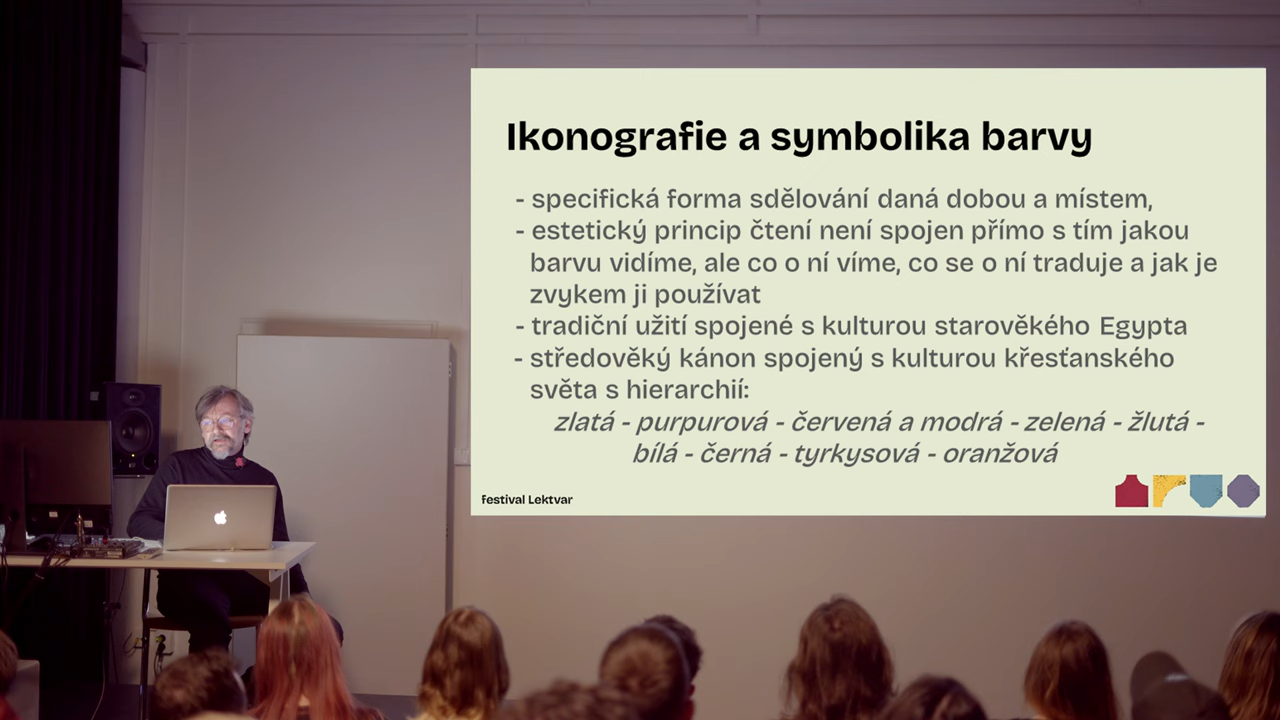 Ikonografie a symbolika barvy
- specifická forma sdělování daná dobou a místem,
- estetický princip čtení není spojen přímo s tím jakou
barvu vidíme, ale co o ní víme, co se o ní traduje a jak je
zvykem ji používat
- tradiční užití spojené s kulturou starověkého Egypta
- středověký kánon spojený s kulturou křesťanského
světa s hierarchií:
zlatá - purpurová - červená a modrá - zelená - žlutá -
bílá - černá - tyrkysová - oranžová
festival Lektvar